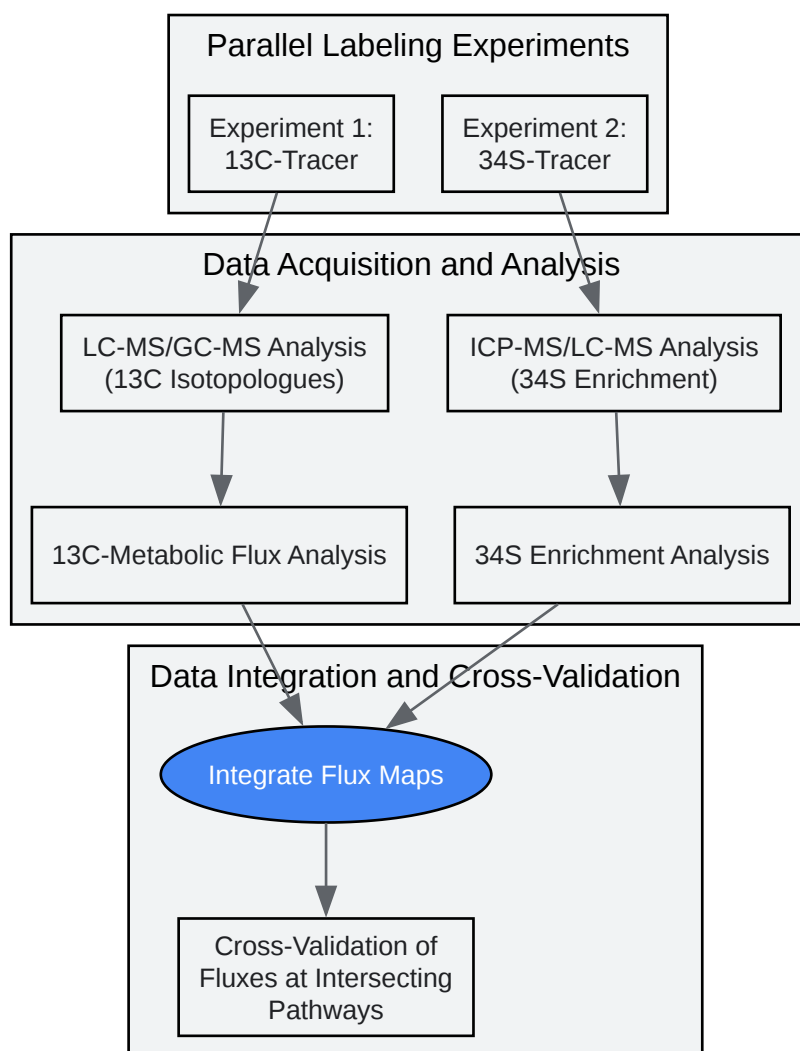 Parallel Labeling Experiments
Experiment 1:
13C-Tracer
Experiment 2:
34S-Tracer
Data Acquisition and Analysis
LC-MS/GC-MS Analysis
(13C Isotopologues)
ICP-MS/LC-MS Analysis
(34S Enrichment)
13C-Metabolic Flux Analysis
34S Enrichment Analysis
Data Integration and Cross-Validation
Integrate Flux Maps
Cross-Validation of
Fluxes at Intersecting
Pathways